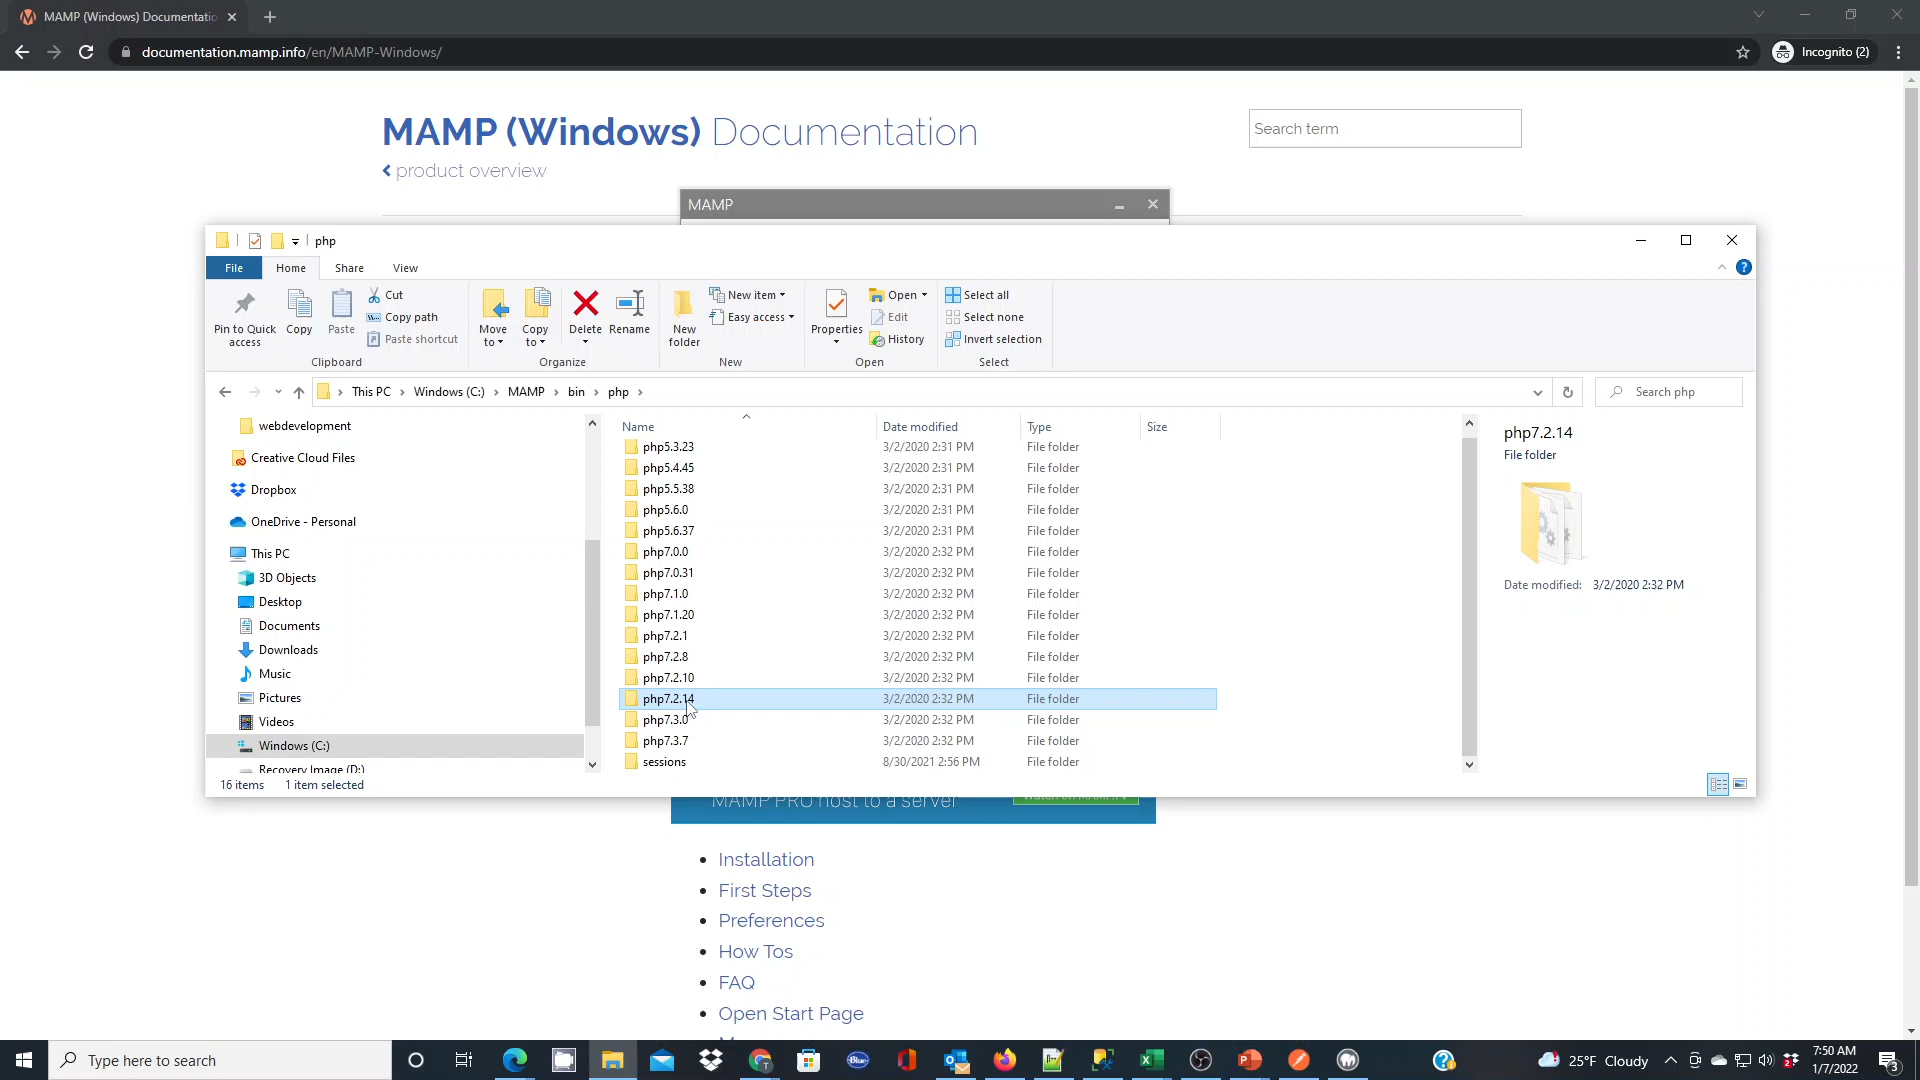 MAMP (Windows) Documentatio
documentation.mamp.info/en/MAMP-Windows/
Incognito (2)
MAMP (Windows) Documentation
Search term
product overview
MAMP
php
File
Home
Share
View
Pin to Quick access
Copy
Paste
Cut
Copy path
Paste shortcut
Clipboard
Move to
Copy to
Delete
Rename
Organize
New folder
New item
Easy access
New
Properties
Open
Edit
History
Open
Select all
Select none
Invert selection
Select
This PC > Windows (C:) > MAMP > bin > php >
Search php
webdevelopment
Creative Cloud Files
Dropbox
OneDrive - Personal
This PC
3D Objects
Desktop
Documents
Downloads
Music
Pictures
Videos
Windows (C:)
Recovery Image (D:)
Name Date modified Type Size
php5.3.23 3/2/2020 2:31 PM File folder
php5.4.45 3/2/2020 2:31 PM File folder
php5.5.38 3/2/2020 2:31 PM File folder
php5.6.0 3/2/2020 2:31 PM File folder
php5.6.37 3/2/2020 2:31 PM File folder
php7.0.0 3/2/2020 2:32 PM File folder
php7.0.31 3/2/2020 2:32 PM File folder
php7.1.0 3/2/2020 2:32 PM File folder
php7.1.20 3/2/2020 2:32 PM File folder
php7.2.1 3/2/2020 2:32 PM File folder
php7.2.8 3/2/2020 2:32 PM File folder
php7.2.10 3/2/2020 2:32 PM File folder
php7.2.14 3/2/2020 2:32 PM File folder
php7.3.0 3/2/2020 2:32 PM File folder
php7.3.7 3/2/2020 2:32 PM File folder
sessions 8/30/2021 2:56 PM File folder
php7.2.14
File folder
Date modified: 3/2/2020 2:32 PM
16 items 1 item selected
MAMP PRO host to a server
Installation
First Steps
Preferences
How Tos
FAQ
Open Start Page
Type here to search
25°F Cloudy
7:50 AM
1/7/2022
3